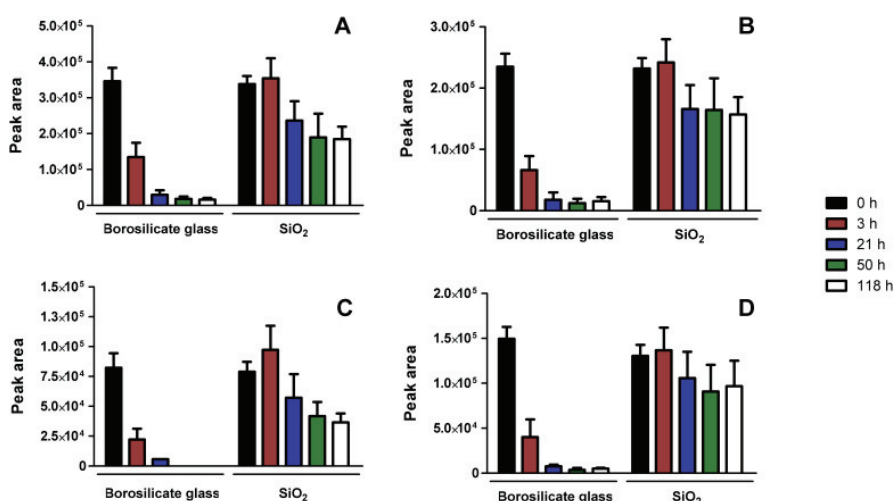 A
Peak area
5.0×10⁵
4.0×10⁵
3.0×10⁵
2.0×10⁵
1.0×10⁵
0
Borosilicate glass
SiO₂
B
Peak area
3.0×10⁵
2.0×10⁵
1.0×10⁵
0
Borosilicate glass
SiO₂
0 h
3 h
21 h
50 h
118 h
C
Peak area
1.5×10⁵
1.3×10⁵
1.0×10⁵
7.5×10⁴
5.0×10⁴
2.5×10⁴
0
Borosilicate glass
SiO₂
D
Peak area
2.0×10⁵
1.5×10⁵
1.0×10⁵
5.0×10⁴
0
Borosilicate glass
SiO₂